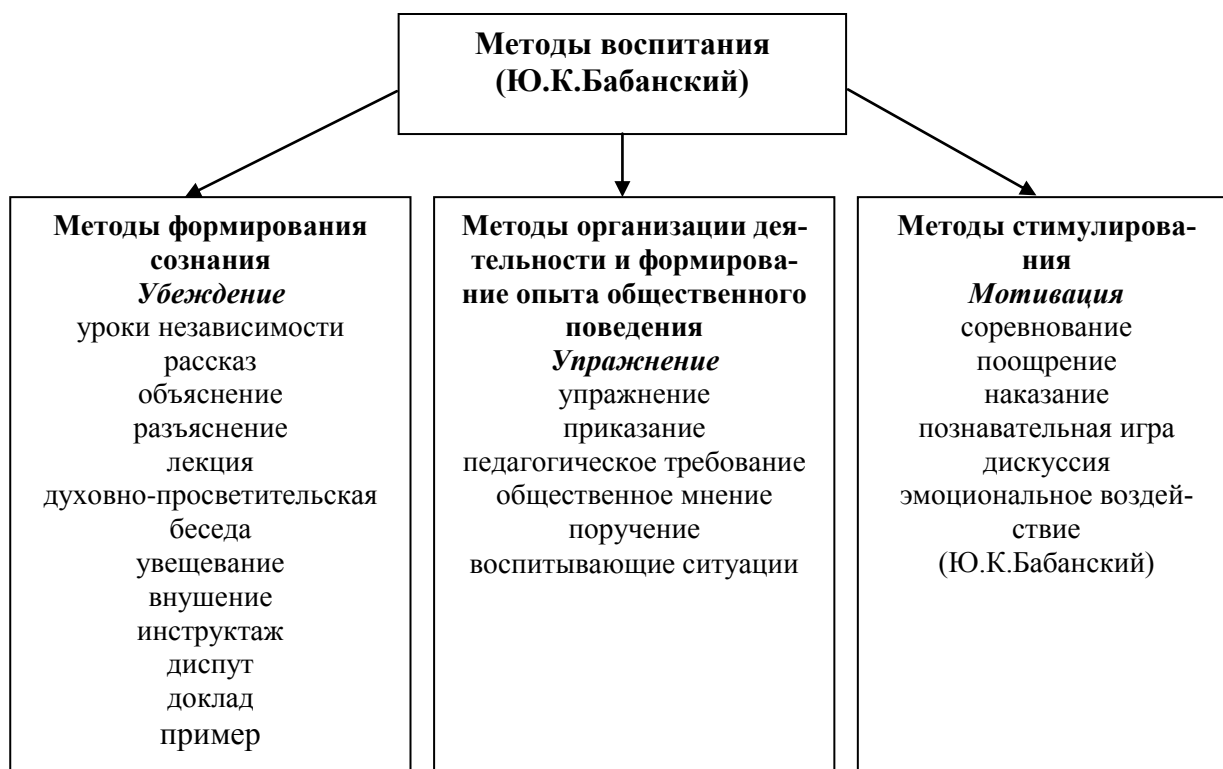 Методы воспитания
(Ю.К.Бабанский)
Методы формирования
сознания
Убеждение
уроки независимости
рассказ
объяснение
разъяснение
лекция
духовно-просветительская
беседа
увещевание
внушение
инструктаж
диспут
доклад
пример
Методы организации дея-
тельности и формирова-
ние опыта общественного
поведения
Упражнение
упражнение
приказание
педагогическое требование
общественное мнение
поручение
воспитывающие ситуации
Методы стимулирова-
ния
Мотивация
соревнование
поощрение
наказание
познавательная игра
дискуссия
эмоциональное воздей-
ствие
(Ю.К.Бабанский)